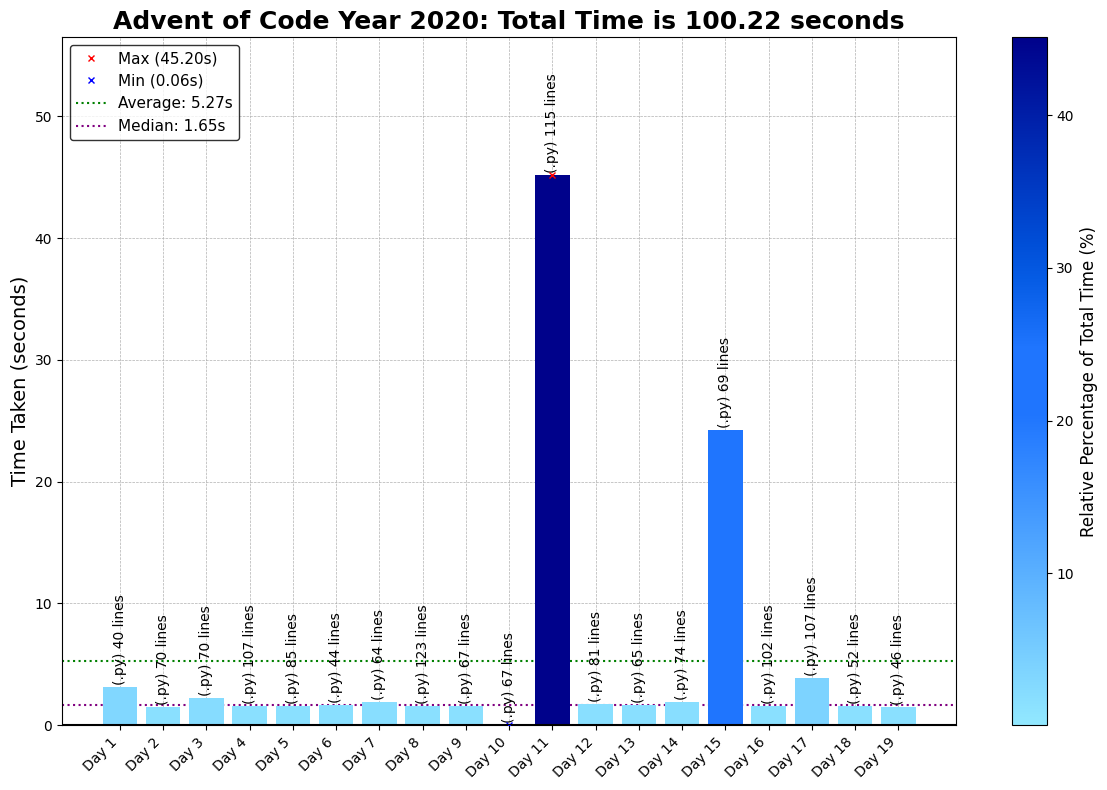 Advent of Code Year 2020: Total Time is 100.22 seconds
Max (45.20s)
Min (0.06s)
Average: 5.27s
Median: 1.65s
Time Taken (seconds)
50
40
30
20
10
0
(.py) 40 lines
(.py) 70 lines
(.py) 70 lines
(.py) 107 lines
(.py) 85 lines
(.py) 44 lines
(.py) 64 lines
(.py) 123 lines
(.py) 67 lines
(.py) 67 lines
(.py) 115 lines
(.py) 81 lines
(.py) 65 lines
(.py) 74 lines
(.py) 69 lines
(.py) 102 lines
(.py) 107 lines
(.py) 52 lines
(.py) 46 lines
Day 1
Day 2
Day 3
Day 4
Day 5
Day 6
Day 7
Day 8
Day 9
Day 10
Day 11
Day 12
Day 13
Day 14
Day 15
Day 16
Day 17
Day 18
Day 19
40
30
20
10
Relative Percentage of Total Time (%)